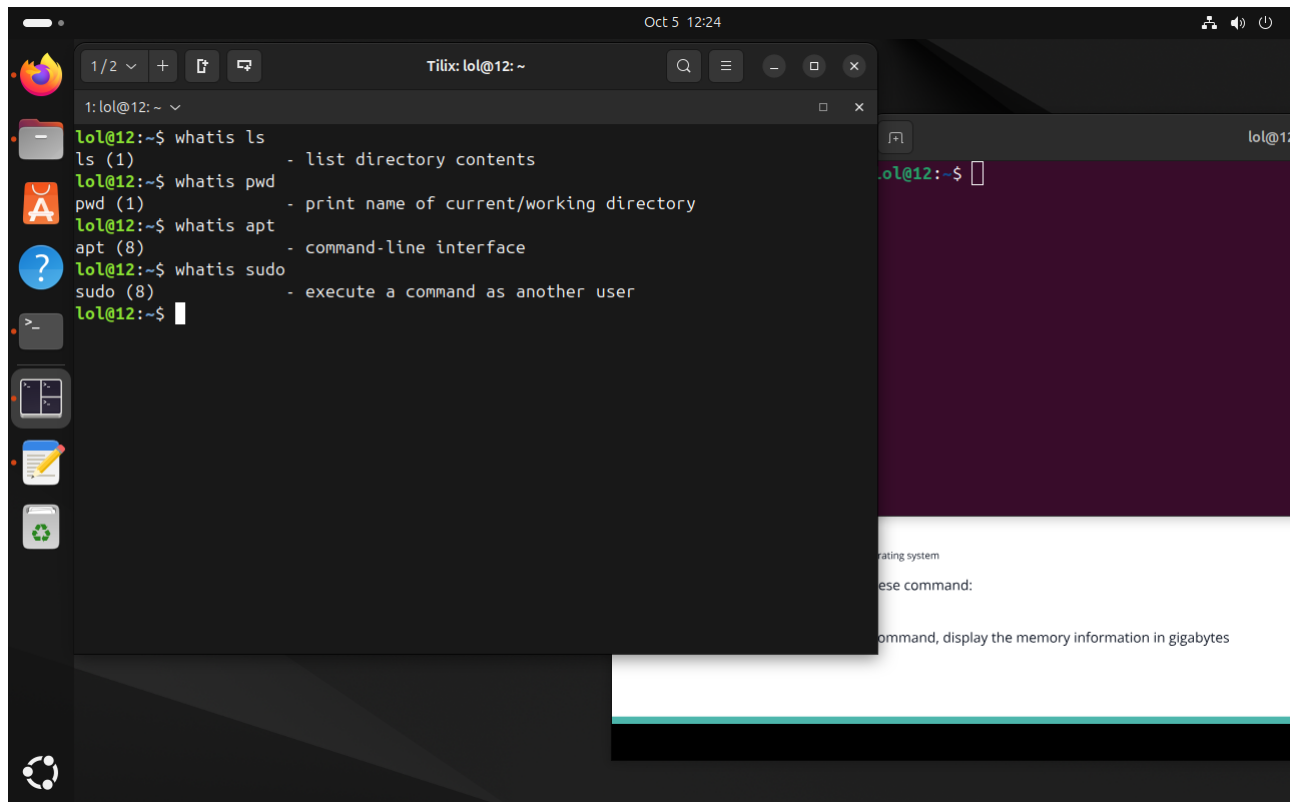 Oct 5 12:24
1/2
Tilix: lol@12: ~
1: lol@12: ~
lol@12:~$ whatis ls
ls (1)               - list directory contents
lol@12:~$ whatis pwd
pwd (1)              - print name of current/working directory
lol@12:~$ whatis apt
apt (8)              - command-line interface
lol@12:~$ whatis sudo
sudo (8)             - execute a command as another user
lol@12:~$
lol@12
ol@12:~$
rating system
ese command:
ommand, display the memory information in gigabytes